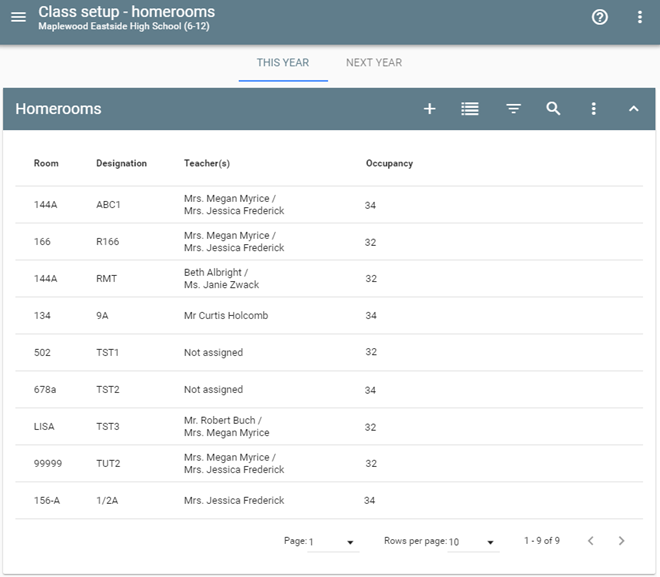 Class setup - homerooms
Maplewood Eastside High School (6-12)
THIS YEAR NEXT YEAR
Homerooms
Room Designation Teacher(s) Occupancy
144A ABC1 Mrs. Megan Myrice / 34
Mrs. Jessica Frederick
166 R166 Mrs. Megan Myrice / 32
Mrs. Jessica Frederick
144A RMT Beth Albright / 32
Ms. Janie Zwack
134 9A Mr Curtis Holcomb 34
502 TST1 Not assigned 32
678a TST2 Not assigned 34
LISA TST3 Mr. Robert Buch / 32
Mrs. Megan Myrice
99999 TUT2 Mrs. Megan Myrice / 32
Mrs. Jessica Frederick
156-A 1/2A Mrs. Jessica Frederick 34
Page: 1 Rows per page: 10 1 - 9 of 9